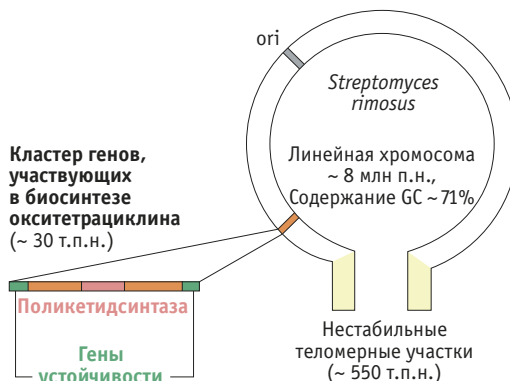 ori
Streptomyces
rimosus
Линейная хромосома
~ 8 млн п.н.,
Содержание GC ~ 71%
Кластер генов,
участвующих
в биосинтезе
окситетрациклина
(~ 30 т.п.н.)
Поликетидсинтаза
Гены
устойчивости
Нестабильные
теломерные участки
(~ 550 т.п.н.)